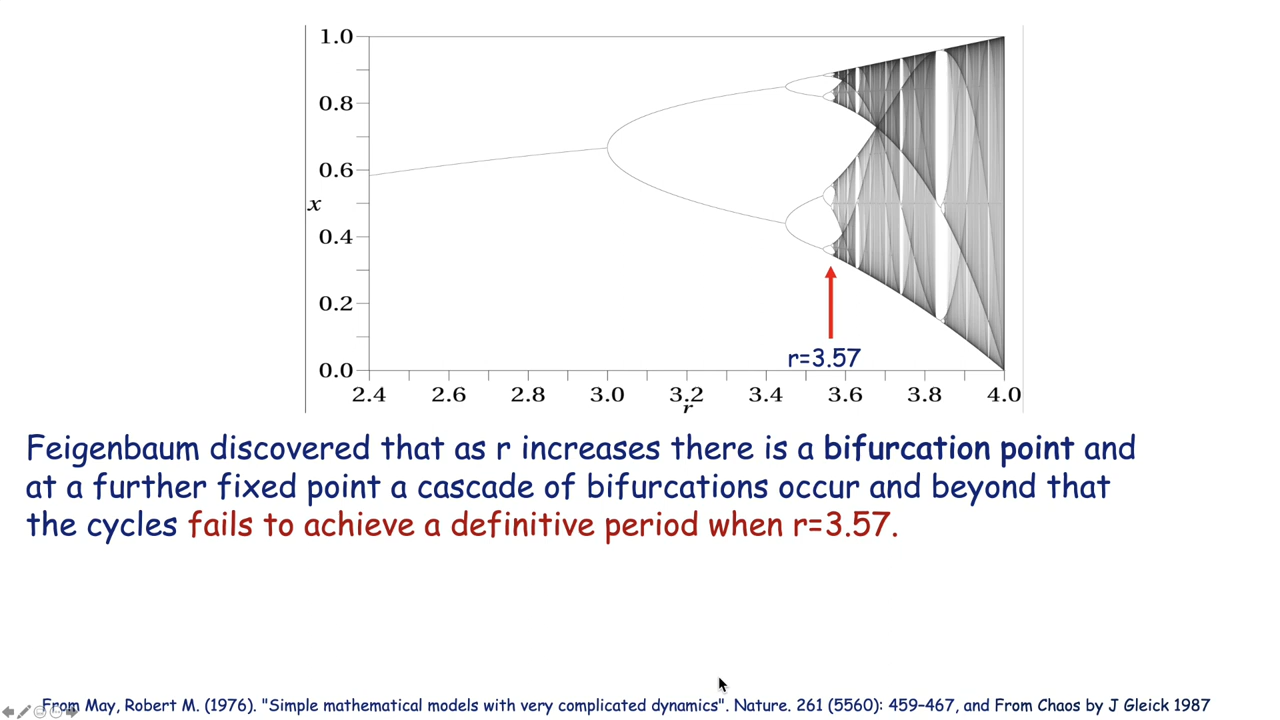 1.0
0.8
0.6
x
0.4
0.2
r=3.57
0.0
2.4 2.6 2.8 3.0 3.2 3.4 3.6 3.8 4.0
r
Feigenbaum discovered that as r increases there is a bifurcation point and
at a further fixed point a cascade of bifurcations occur and beyond that
the cycles fails to achieve a definitive period when r=3.57.
From May, Robert M. (1976). "Simple mathematical models with very complicated dynamics". Nature. 261 (5560): 459–467, and From Chaos by J Gleick 1987